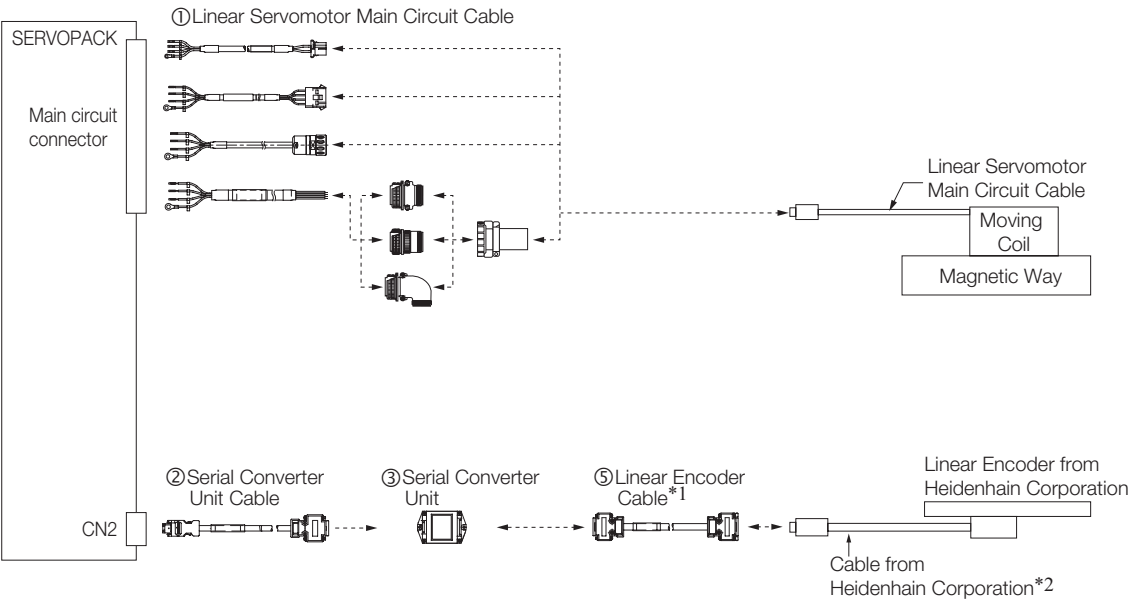 ①Linear Servomotor Main Circuit Cable
SERVOPACK
Main circuit
connector
Linear Servomotor
Main Circuit Cable
Moving
Coil
Magnetic Way
②Serial Converter
Unit Cable
③Serial Converter
Unit
⑤Linear Encoder
Cable*1
Linear Encoder from
Heidenhain Corporation
CN2
Cable from
Heidenhain Corporation*2